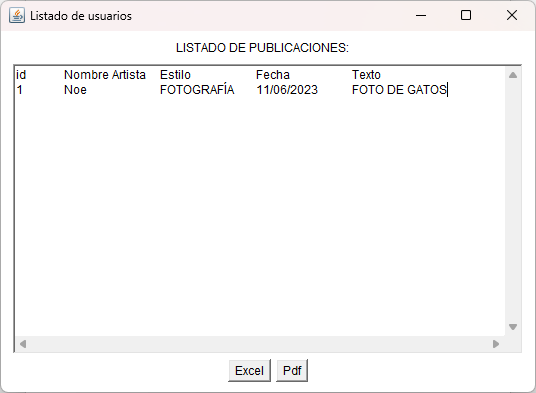 Listado de usuarios
LISTADO DE PUBLICACIONES:
id Nombre Artista Estilo Fecha Texto
1 Noe FOTOGRAFÍA 11/06/2023 FOTO DE GATOS
Excel Pdf